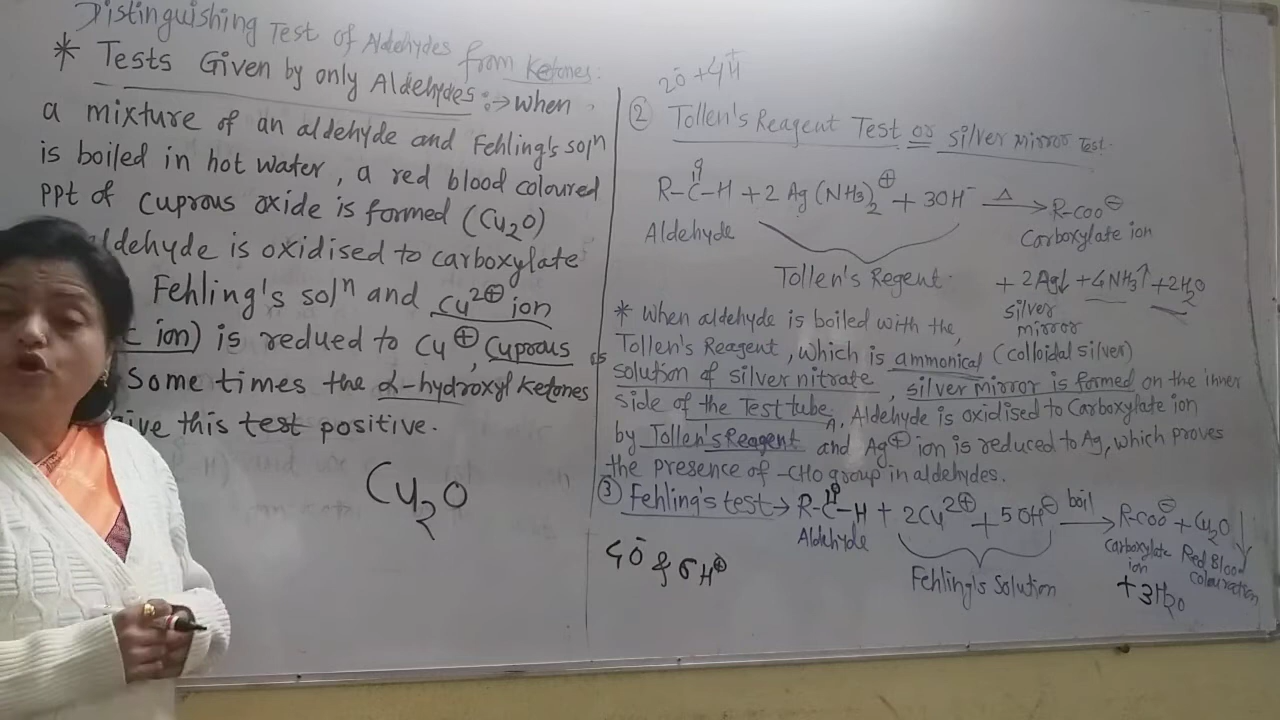 Distinguishing Test of Aldehydes from Ketones:
* Tests Given by only Aldehydes :→ When
a mixture of an aldehyde and Fehling's solⁿ
is boiled in hot water, a red blood coloured
ppt of cuprous oxide is formed (Cu₂O)
ldehyde is oxidised to carboxylate
Fehling's solⁿ and Cu²⊕ ion
c ion) is redued to Cu⊕, Cuprous
Some times the α-hydroxyl ketones
ive this test positive.
Cu₂O
2O⁻ + 4H⁺
② Tollen's Reagent Test or silver mirror Test.
R-C(=O)-H + 2 Ag(NH₃)₂⊕ + 3OH⁻ —Δ→ R-COO⊖
Aldehyde Carboxylate ion
Tollen's Regent. + 2Ag↓ + 4NH₃↑ + 2H₂O
silver
mirror
(colloidal silver)
* When aldehyde is boiled with the,
Tollen's Reagent, which is ammonical
solution of silver nitrate, silver mirror is formed on the inner
side of the Test tube. Aldehyde is oxidised to Carboxylate ion
by Tollen's Reagent and Ag⊕ ion is reduced to Ag, which proves
the presence of -CHO group in aldehydes.
③ Fehling's test → R-C(=O)-H + 2Cu²⊕ + 5OH⊖ —boil→ R-COO⊖ + Cu₂O ↓
Aldehyde Carboxylate ion Red Blood colouration
Fehling's Solution + 3H₂O
4O⁻ & 6H⊕